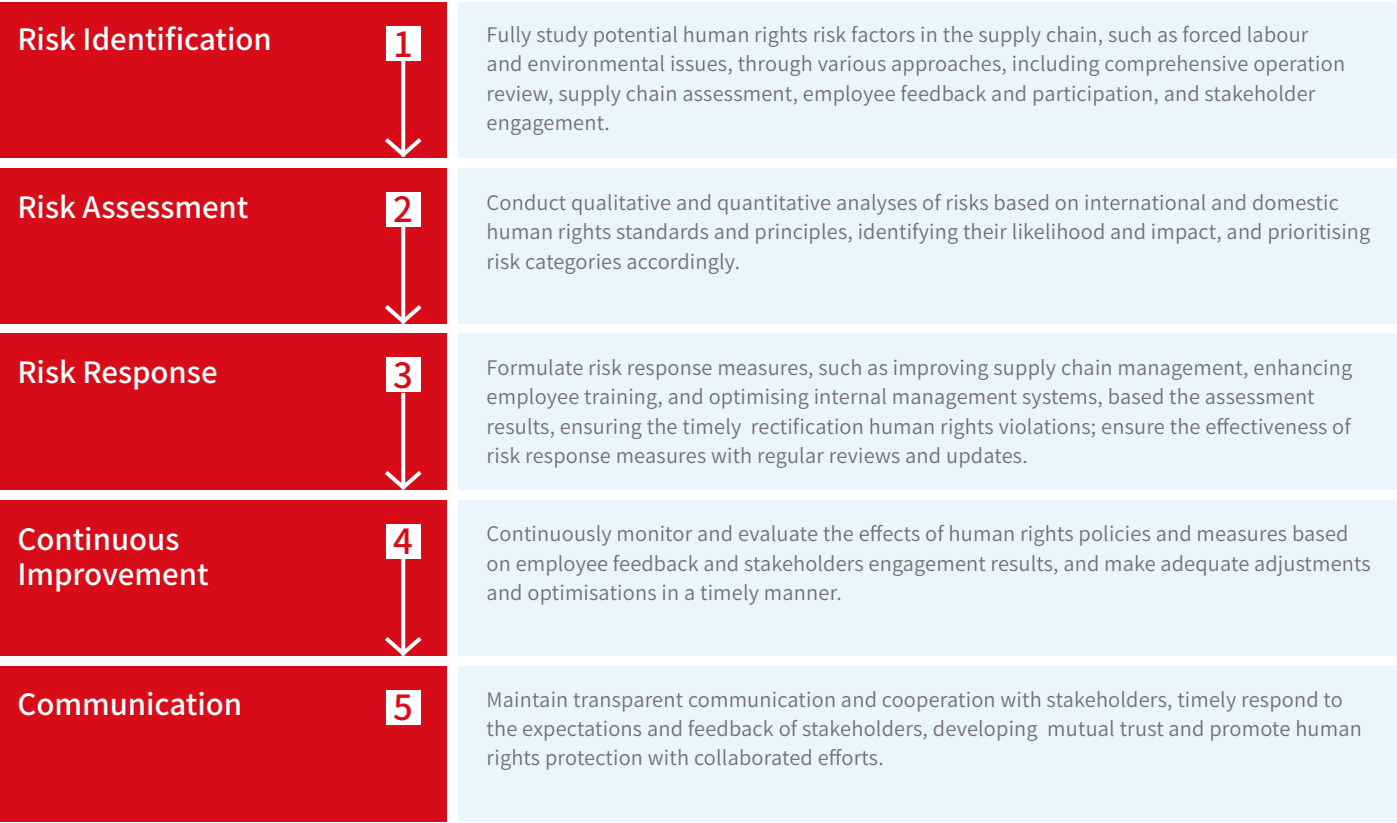 Risk Identification
1
Fully study potential human rights risk factors in the supply chain, such as forced labour
and environmental issues, through various approaches, including comprehensive operation
review, supply chain assessment, employee feedback and participation, and stakeholder
engagement.
Risk Assessment
2
Conduct qualitative and quantitative analyses of risks based on international and domestic
human rights standards and principles, identifying their likelihood and impact, and prioritising
risk categories accordingly.
Risk Response
3
Formulate risk response measures, such as improving supply chain management, enhancing
employee training, and optimising internal management systems, based the assessment
results, ensuring the timely  rectification human rights violations; ensure the effectiveness of
risk response measures with regular reviews and updates.
Continuous
Improvement
4
Continuously monitor and evaluate the effects of human rights policies and measures based
on employee feedback and stakeholders engagement results, and make adequate adjustments
and optimisations in a timely manner.
Communication
5
Maintain transparent communication and cooperation with stakeholders, timely respond to
the expectations and feedback of stakeholders, developing  mutual trust and promote human
rights protection with collaborated efforts.